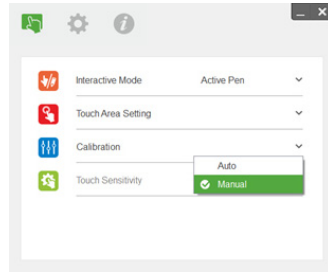 Interactive Mode Active Pen
Touch Area Setting
Calibration
Auto
Touch Sensitivity
Manual